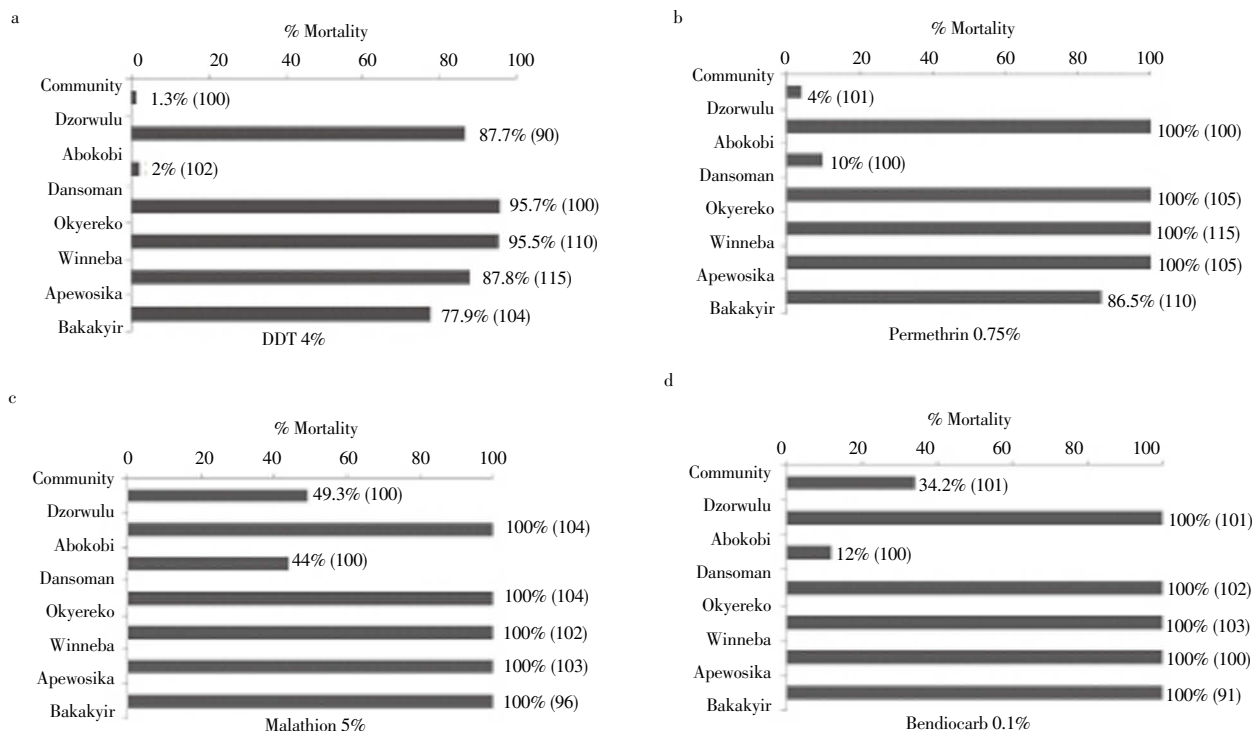 a
% Mortality
0 20 40 60 80 100
Community
1.3% (100)
Dzorwulu
87.7% (90)
Abokobi
2% (102)
Dansoman
95.7% (100)
Okyereko
95.5% (110)
Winneba
87.8% (115)
Apewosika
77.9% (104)
Bakakyir
DDT 4%
b
% Mortality
0 20 40 60 80 100
Community
4% (101)
Dzorwulu
100% (100)
Abokobi
10% (100)
Dansoman
100% (105)
Okyereko
100% (115)
Winneba
100% (105)
Apewosika
86.5% (110)
Bakakyir
Permethrin 0.75%
c
% Mortality
0 20 40 60 80 100
Community
49.3% (100)
Dzorwulu
100% (104)
Abokobi
44% (100)
Dansoman
100% (104)
Okyereko
100% (102)
Winneba
100% (103)
Apewosika
100% (96)
Bakakyir
Malathion 5%
d
% Mortality
0 20 40 60 80 100
Community
34.2% (101)
Dzorwulu
100% (101)
Abokobi
12% (100)
Dansoman
100% (102)
Okyereko
100% (103)
Winneba
100% (100)
Apewosika
100% (91)
Bakakyir
Bendiocarb 0.1%